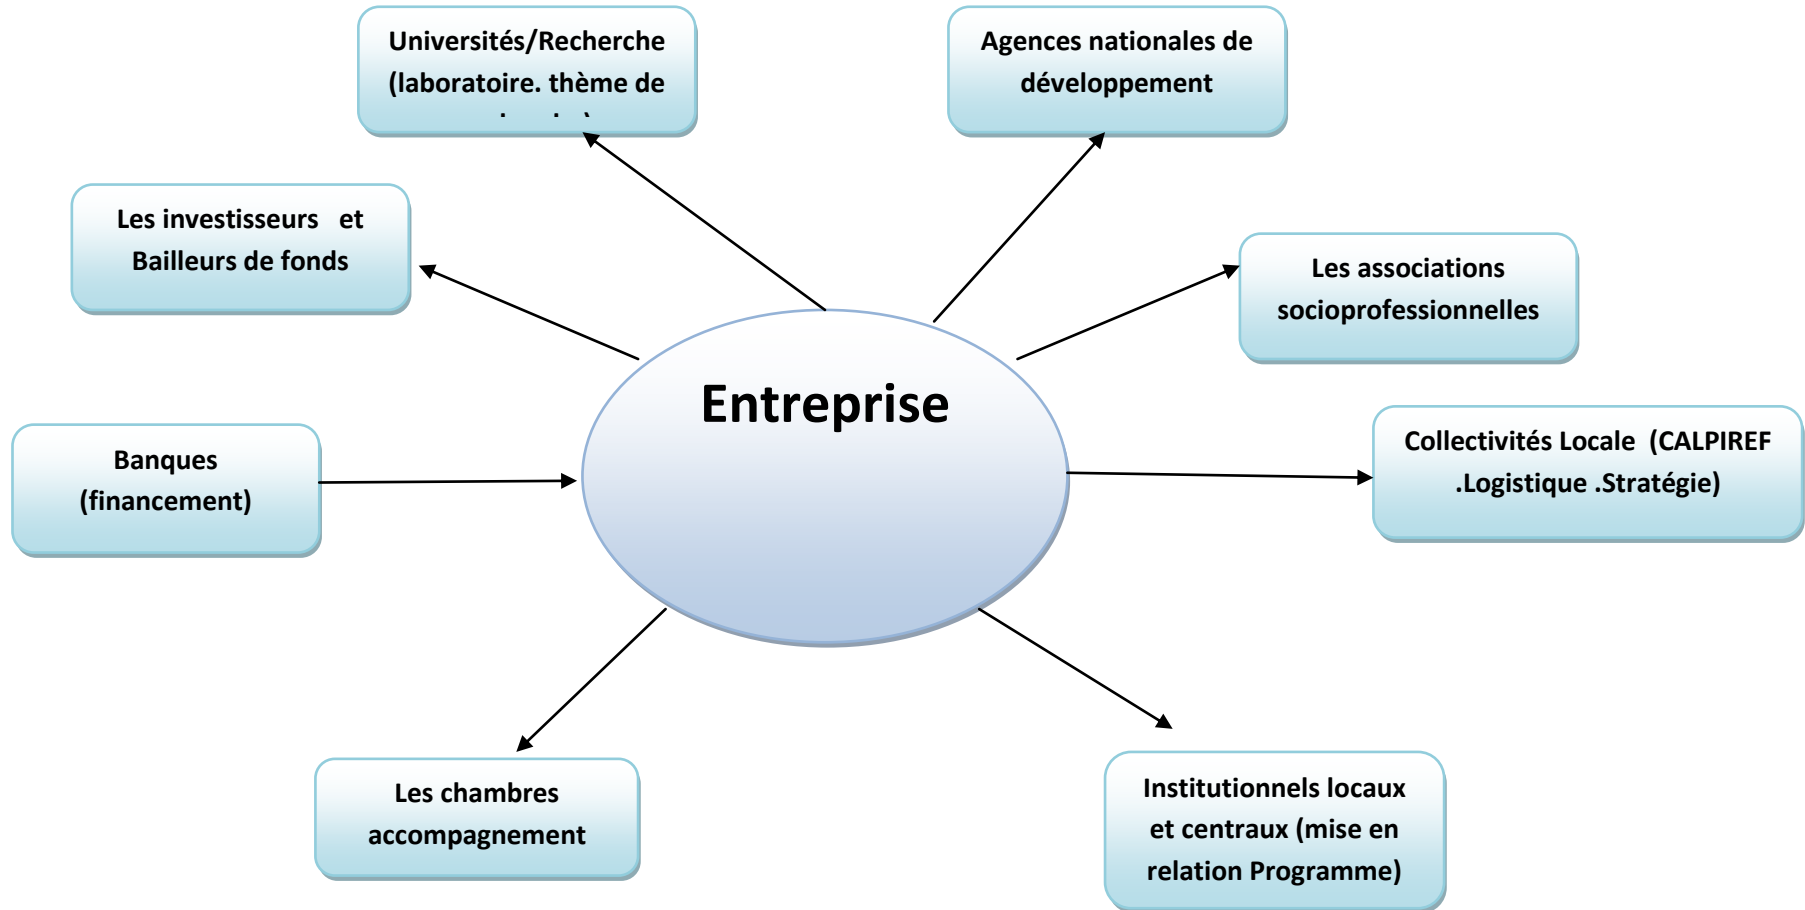 Universités/Recherche
(laboratoire. thème de
Agences nationales de
développement
Les investisseurs et
Bailleurs de fonds
Les associations
socioprofessionnelles
Entreprise
Banques
(financement)
Collectivités Locale (CALPIREF
.Logistique .Stratégie)
Les chambres
accompagnement
Institutionnels locaux
et centraux (mise en
relation Programme)